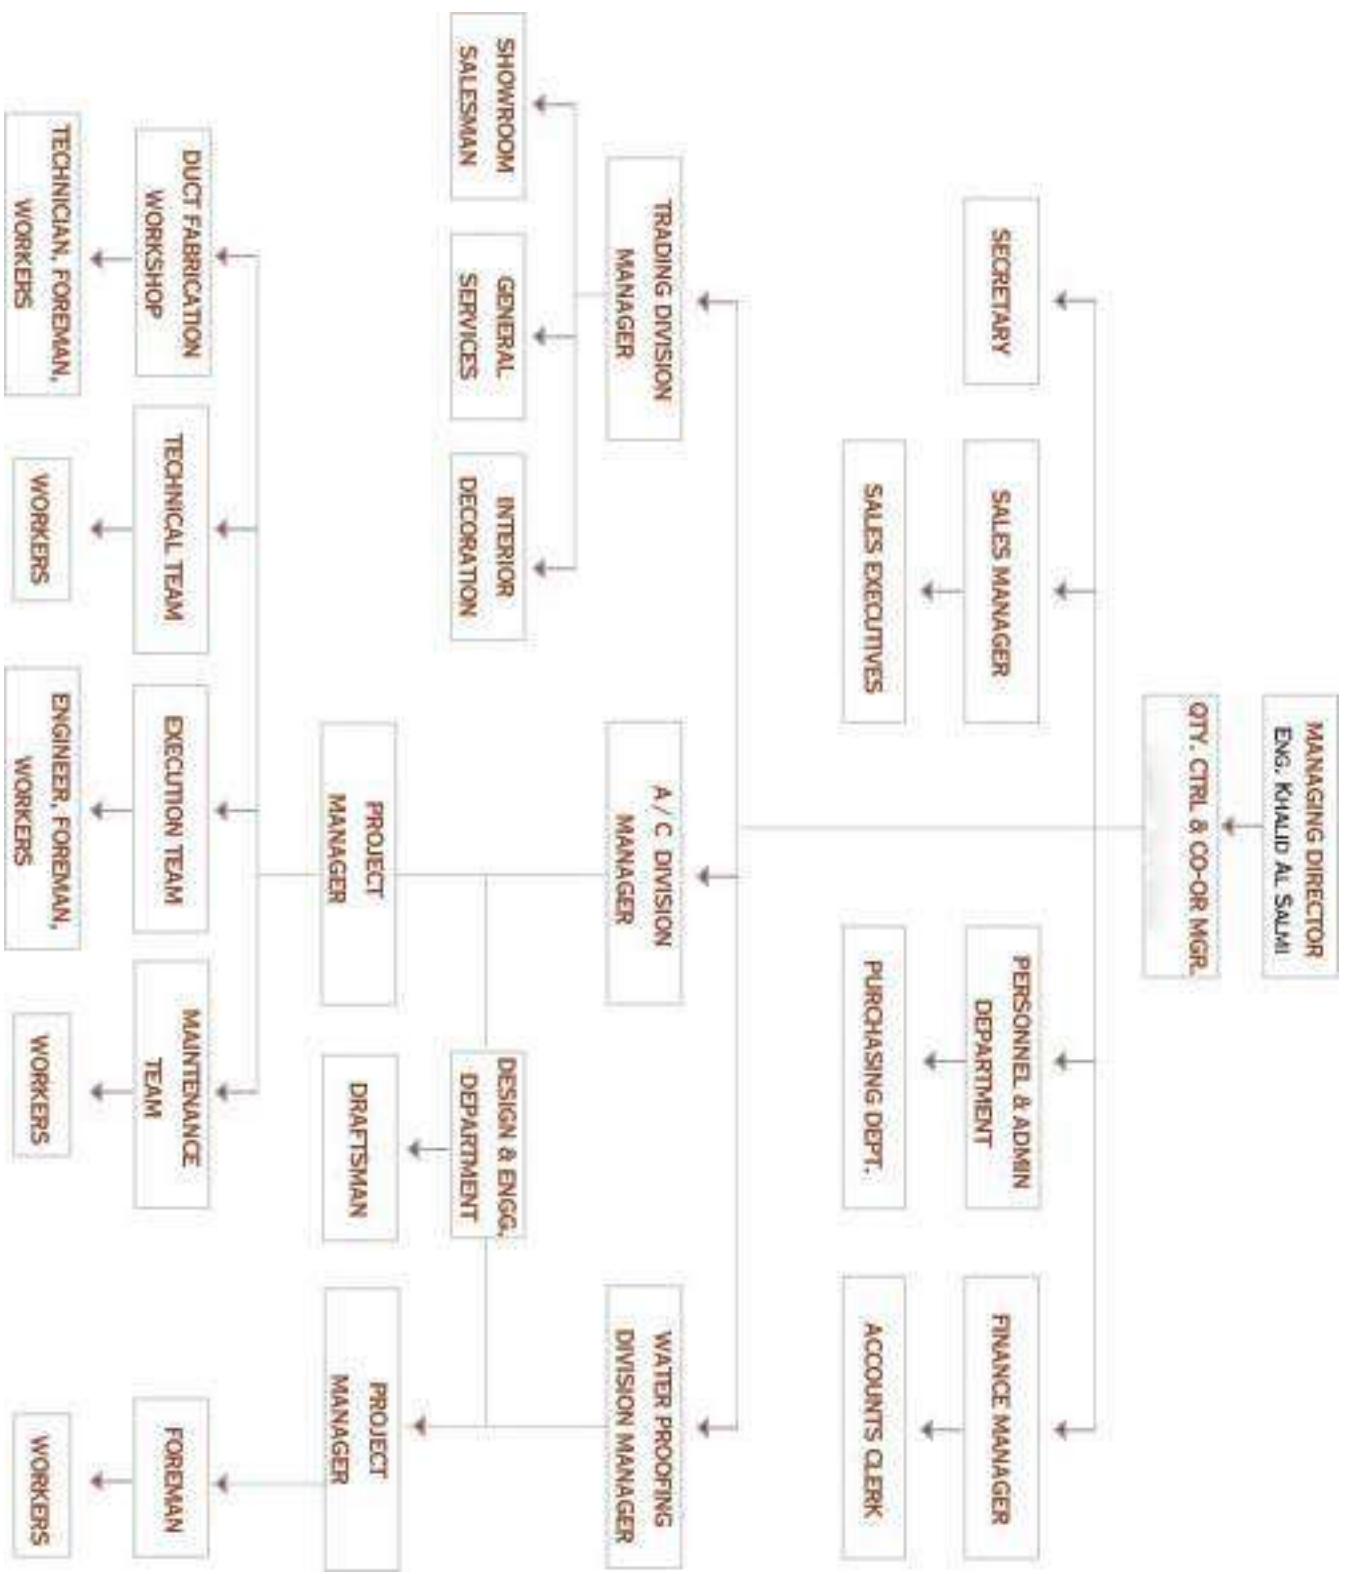 MANAGING DIRECTOR
ENG. KHALID AL SALMI
QTY. CTRL & CO-OR MGR.
SECRETARY
SALES MANAGER
PERSONNEL & ADMIN
DEPARTMENT
FINANCE MANAGER
SALES EXECUTIVES
PURCHASING DEPT.
ACCOUNTS CLERK
TRADING DIVISION
MANAGER
A / C DIVISION
MANAGER
WATER PROOFING
DIVISION MANAGER
SHOWROOM
SALESMAN
GENERAL
SERVICES
INTERIOR
DECORATION
DESIGN & ENGG.
DEPARTMENT
PROJECT
MANAGER
DRAFTSMAN
PROJECT
MANAGER
DUCT FABRICATION
WORKSHOP
TECHNICAL TEAM
EXECUTION TEAM
MAINTENANCE
TEAM
FOREMAN
TECHNICIAN, FOREMAN,
WORKERS
WORKERS
ENGINEER, FOREMAN,
WORKERS
WORKERS
WORKERS